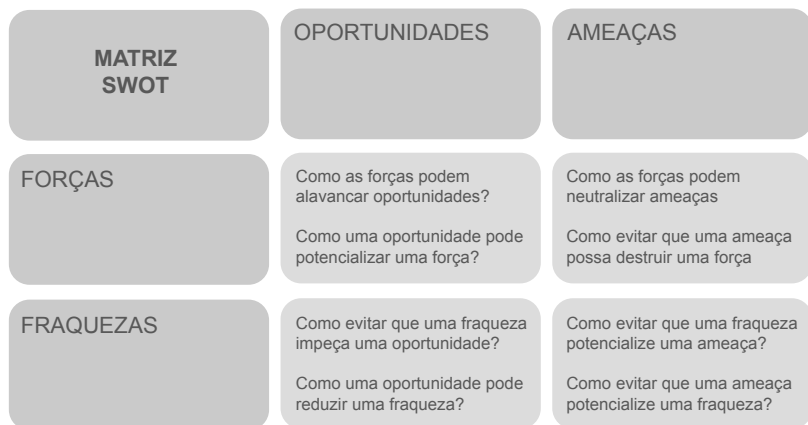 MATRIZ
SWOT
OPORTUNIDADES
AMEAÇAS
FORÇAS
Como as forças podem
alavancar oportunidades?
Como uma oportunidade pode
potencializar uma força?
Como as forças podem
neutralizar ameaças
Como evitar que uma ameaça
possa destruir uma força
FRAQUEZAS
Como evitar que uma fraqueza
impeça uma oportunidade?
Como uma oportunidade pode
reduzir uma fraqueza?
Como evitar que uma fraqueza
potencialize uma ameaça?
Como evitar que uma ameaça
potencialize uma fraqueza?